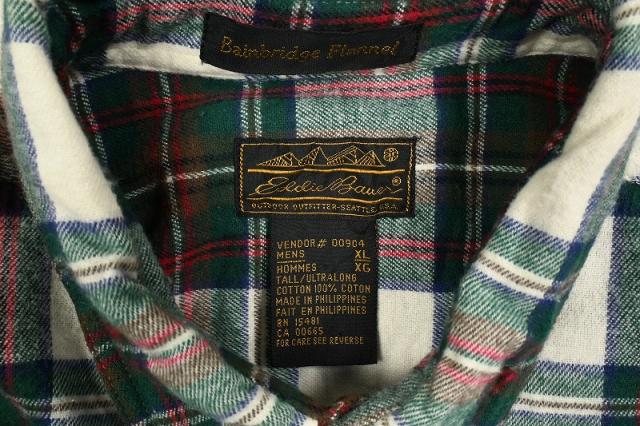 Bainbridge Flannel
Eddie Bauer®
OUTDOOR OUTFITTER-SEATTLE, U.S.A.
VENDOR# 00904
MENS XL
HOMMES XG
TALL/ULTRALONG
COTTON 100% COTON
MADE IN PHILIPPINES
FAIT EN PHILIPPINES
RN 15481
CA 00665
FOR CARE SEE REVERSE